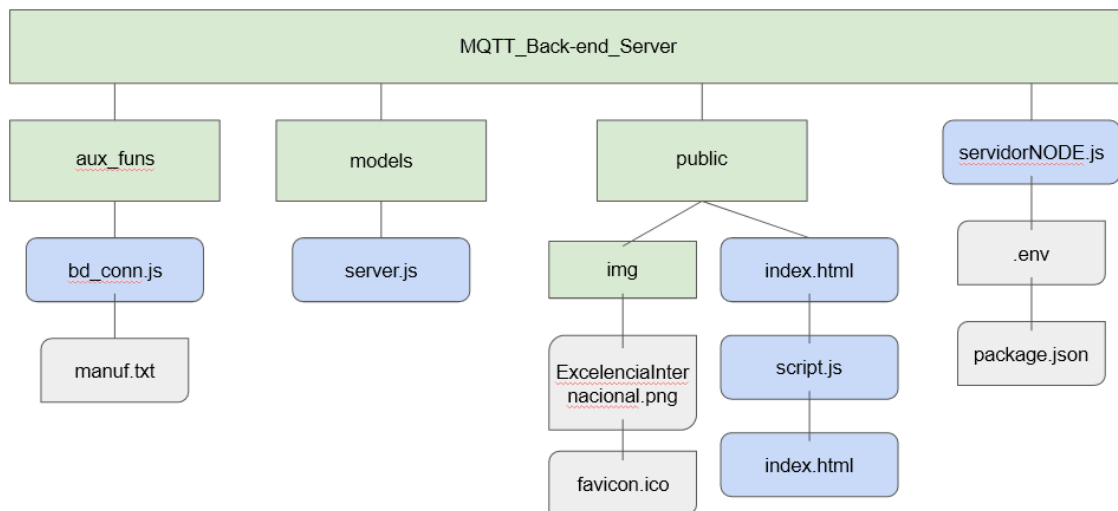 MQTT_Back-end_Server
aux_funs
models
public
servidorNODE.js
bd_conn.js
server.js
img
index.html
.env
manuf.txt
ExcelenciaInter
nacional.png
script.js
package.json
favicon.ico
index.html